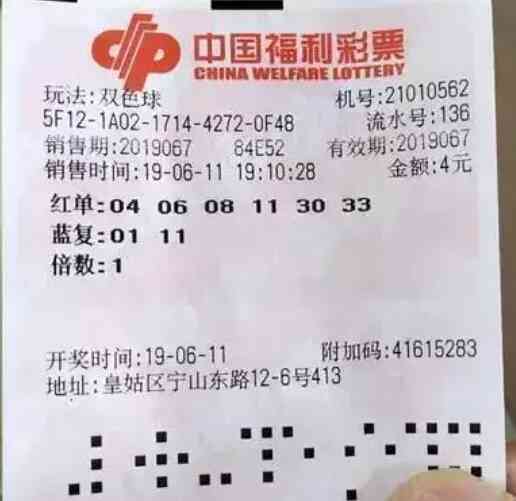 中国福利彩票
CHINA WELFARE LOTTERY
玩法:双色球 机号:21010562
5F12-1A02-1714-4272-0F48 流水号:136
销售期:2019067 84E52 有效期:2019067
销售时间:19-06-11 19:10:28 金额:4元
红单:04 06 08 11 30 33
蓝复:01 11
倍数:1
开奖时间:19-06-11 附加码:41615283
地址:皇姑区宁山东路12-6号413